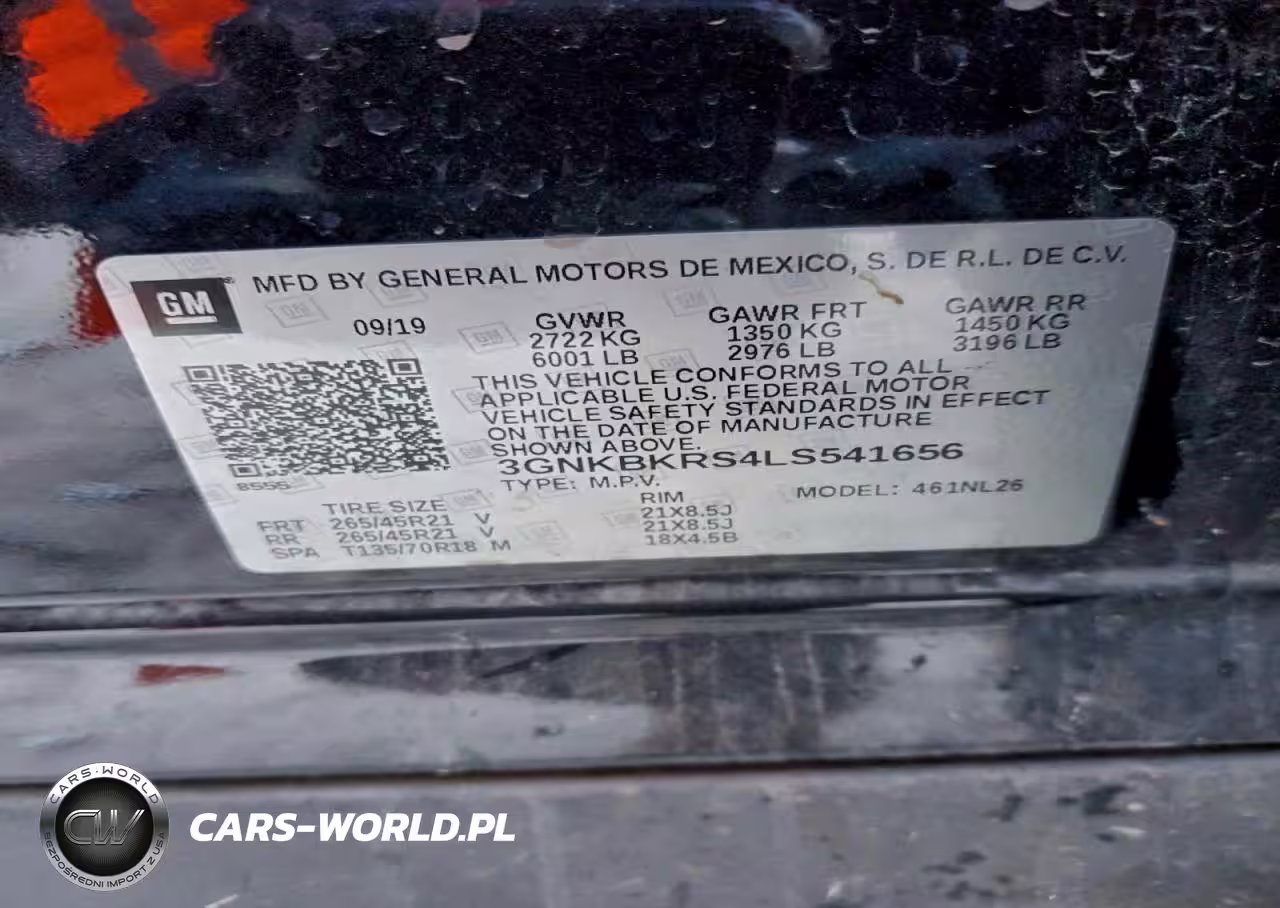 GM
MFD BY GENERAL MOTORS DE MEXICO, S. DE R.L. DE C.V.
09/19
GVWR
2722 KG
6001 LB
GAWR FRT
1350 KG
2976 LB
GAWR RR
1450 KG
3196 LB
THIS VEHICLE CONFORMS TO ALL
APPLICABLE U.S. FEDERAL MOTOR
VEHICLE SAFETY STANDARDS IN EFFECT
ON THE DATE OF MANUFACTURE
SHOWN ABOVE.
3GNKBKRS4LS541656
TYPE: M.P.V.
MODEL: 461NL26
8555
TIRE SIZE
RIM
FRT 265/45R21 V 21X8.5J
RR 265/45R21 V 21X8.5J
SPA T135/70R18 M 18X4.5B
CARS-WORLD
CW
BEZPOŚREDNI IMPORT Z USA
CARS-WORLD.PL